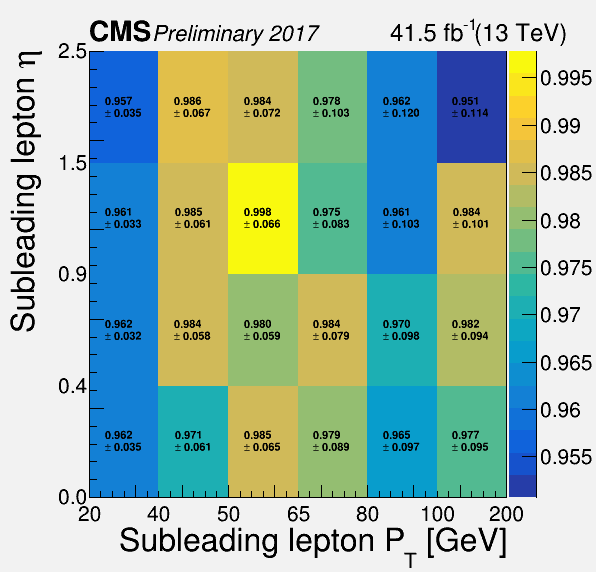 CMS Preliminary 2017 41.5 fb⁻¹(13 TeV)
2.5
0.957 0.986 0.984 0.978 0.962 0.951
± 0.035 ± 0.067 ± 0.072 ± 0.103 ± 0.120 ± 0.114
1.5
0.961 0.985 0.998 0.975 0.961 0.984
± 0.033 ± 0.061 ± 0.066 ± 0.083 ± 0.103 ± 0.101
0.9
0.962 0.984 0.980 0.984 0.970 0.982
± 0.032 ± 0.058 ± 0.059 ± 0.079 ± 0.098 ± 0.094
0.4
0.962 0.971 0.985 0.979 0.965 0.977
± 0.035 ± 0.061 ± 0.065 ± 0.089 ± 0.097 ± 0.095
0.0
20 40 50 65 80 100 200
Subleading lepton P_T [GeV]
Subleading lepton η
0.995
0.99
0.985
0.98
0.975
0.97
0.965
0.96
0.955